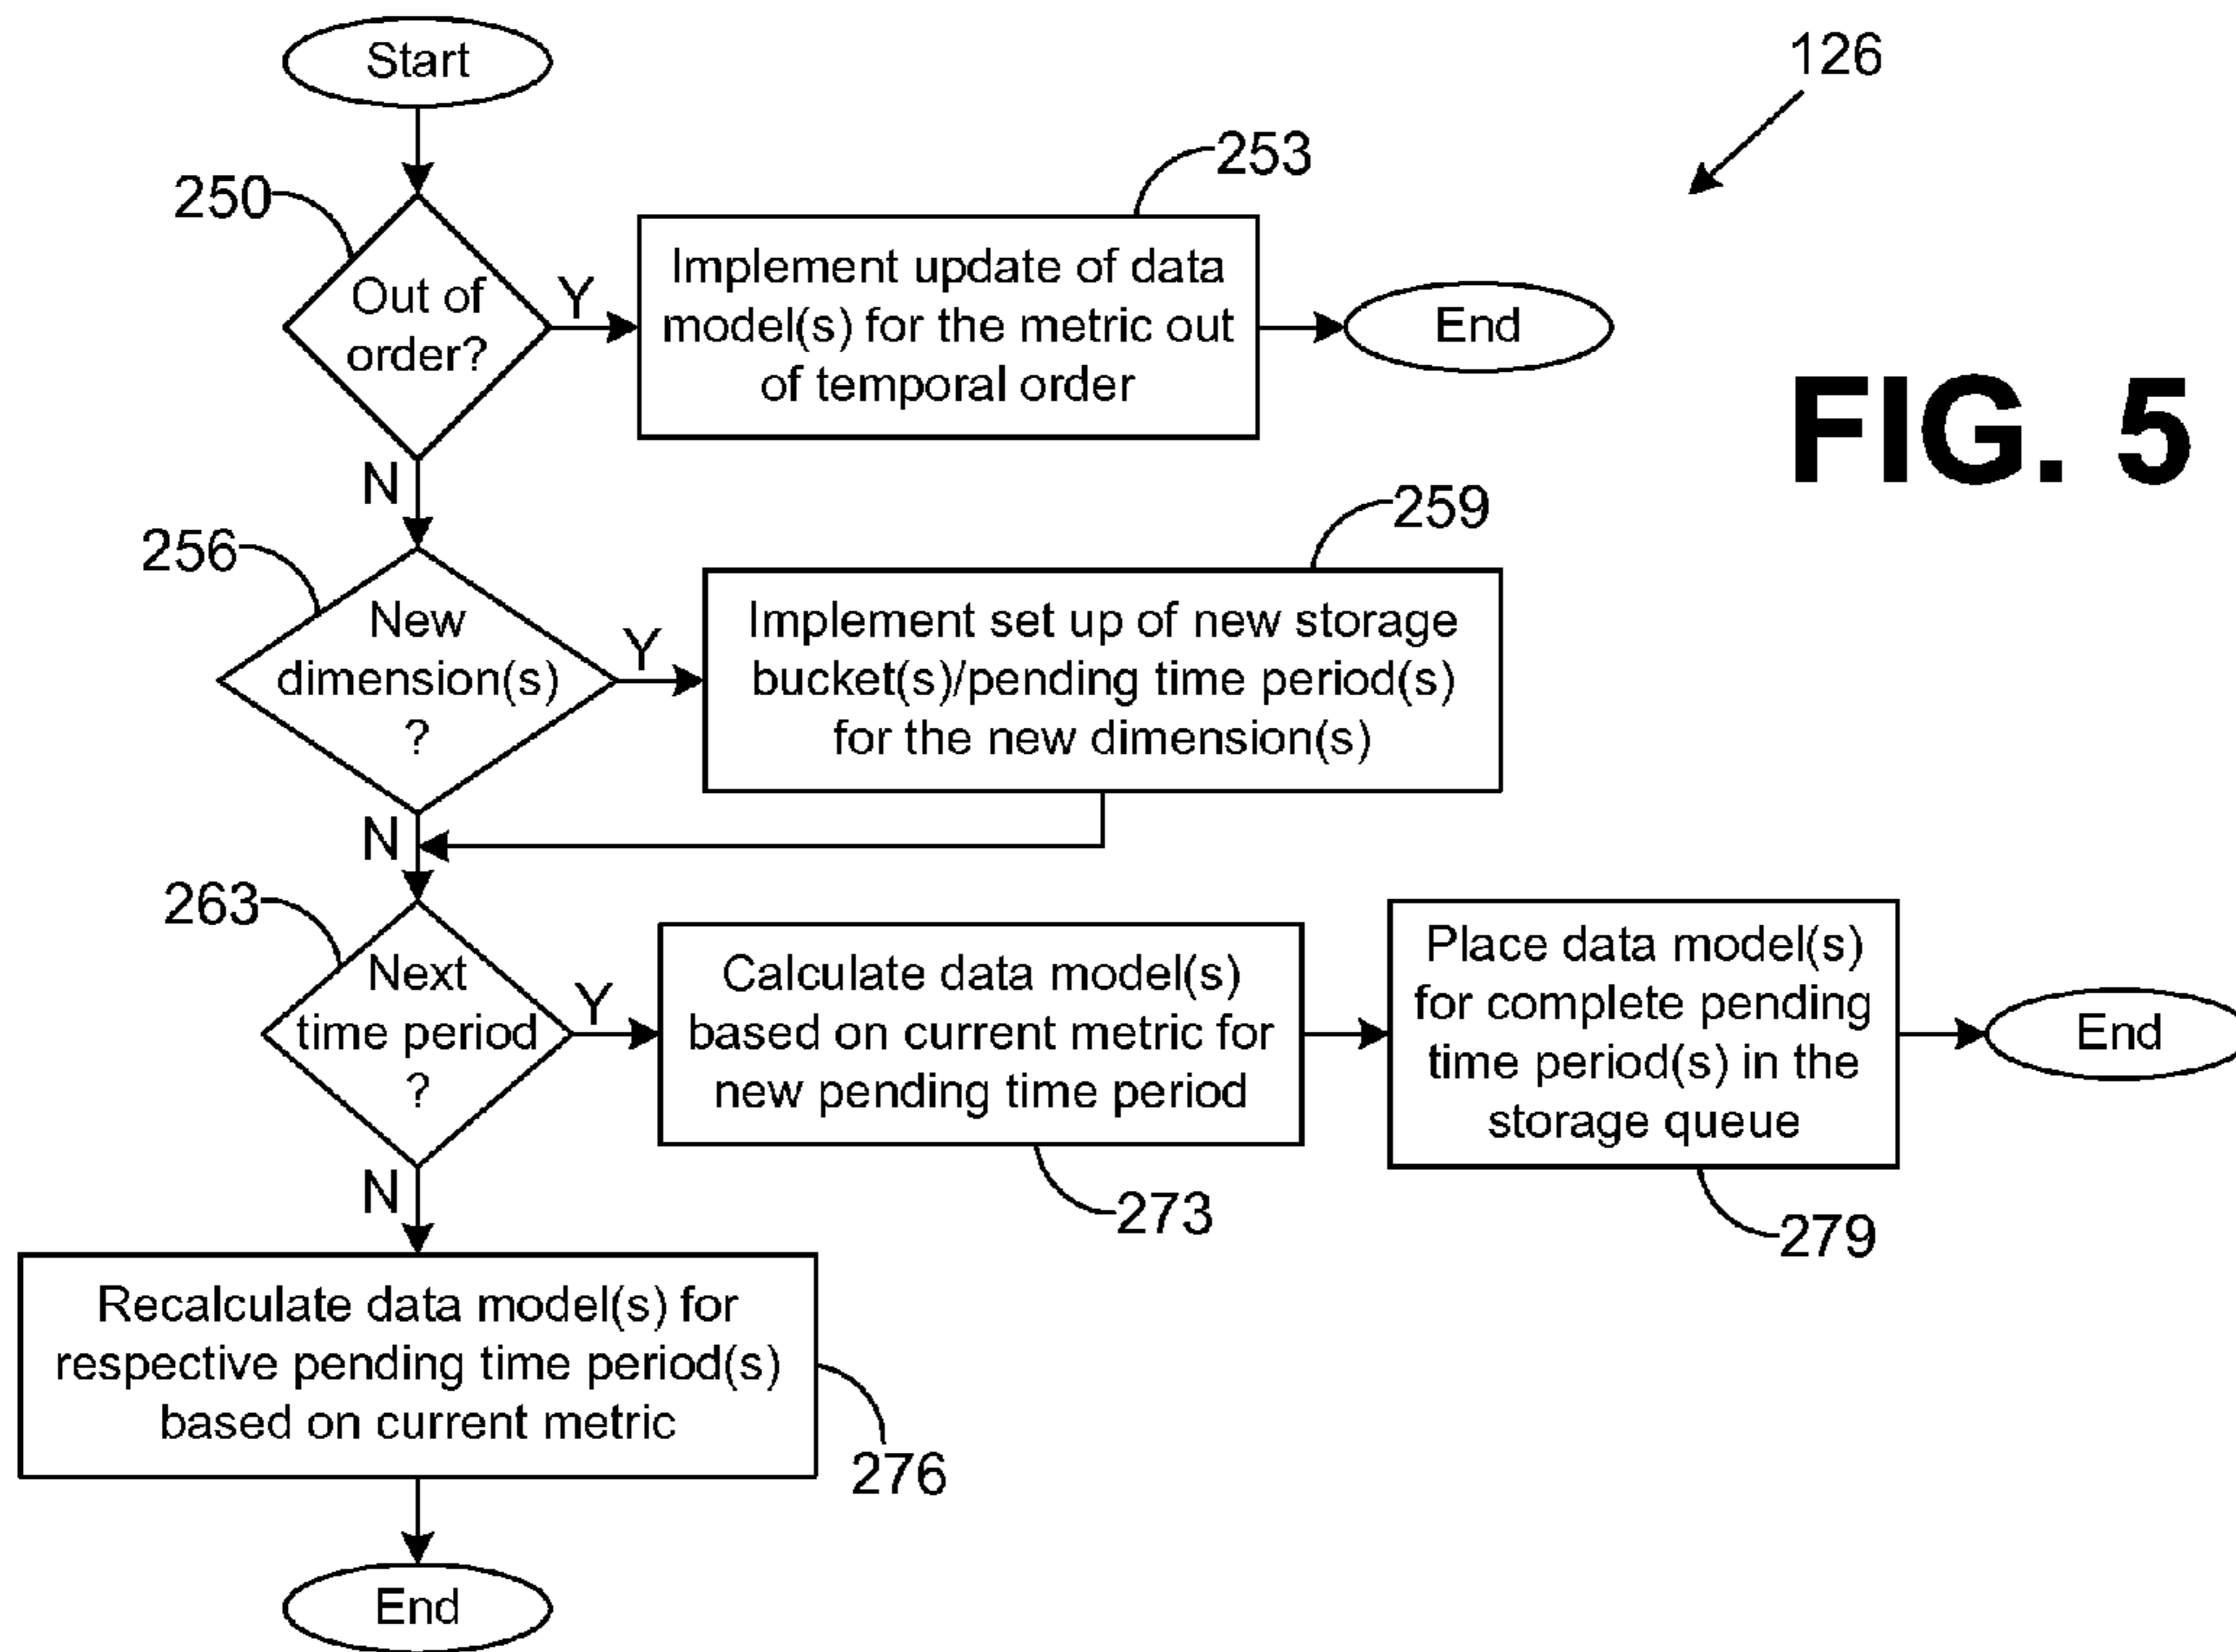 Start
126
250
253
Out of
order?
Y
Implement update of data
model(s) for the metric out
of temporal order
End
FIG. 5
N
256
259
New
dimension(s)
?
Y
Implement set up of new storage
bucket(s)/pending time period(s)
for the new dimension(s)
N
263
Next
time period
?
Y
Calculate data model(s)
based on current metric for
new pending time period
273
Place data model(s)
for complete pending
time period(s) in the
storage queue
279
End
N
Recalculate data model(s) for
respective pending time period(s)
based on current metric
276
End